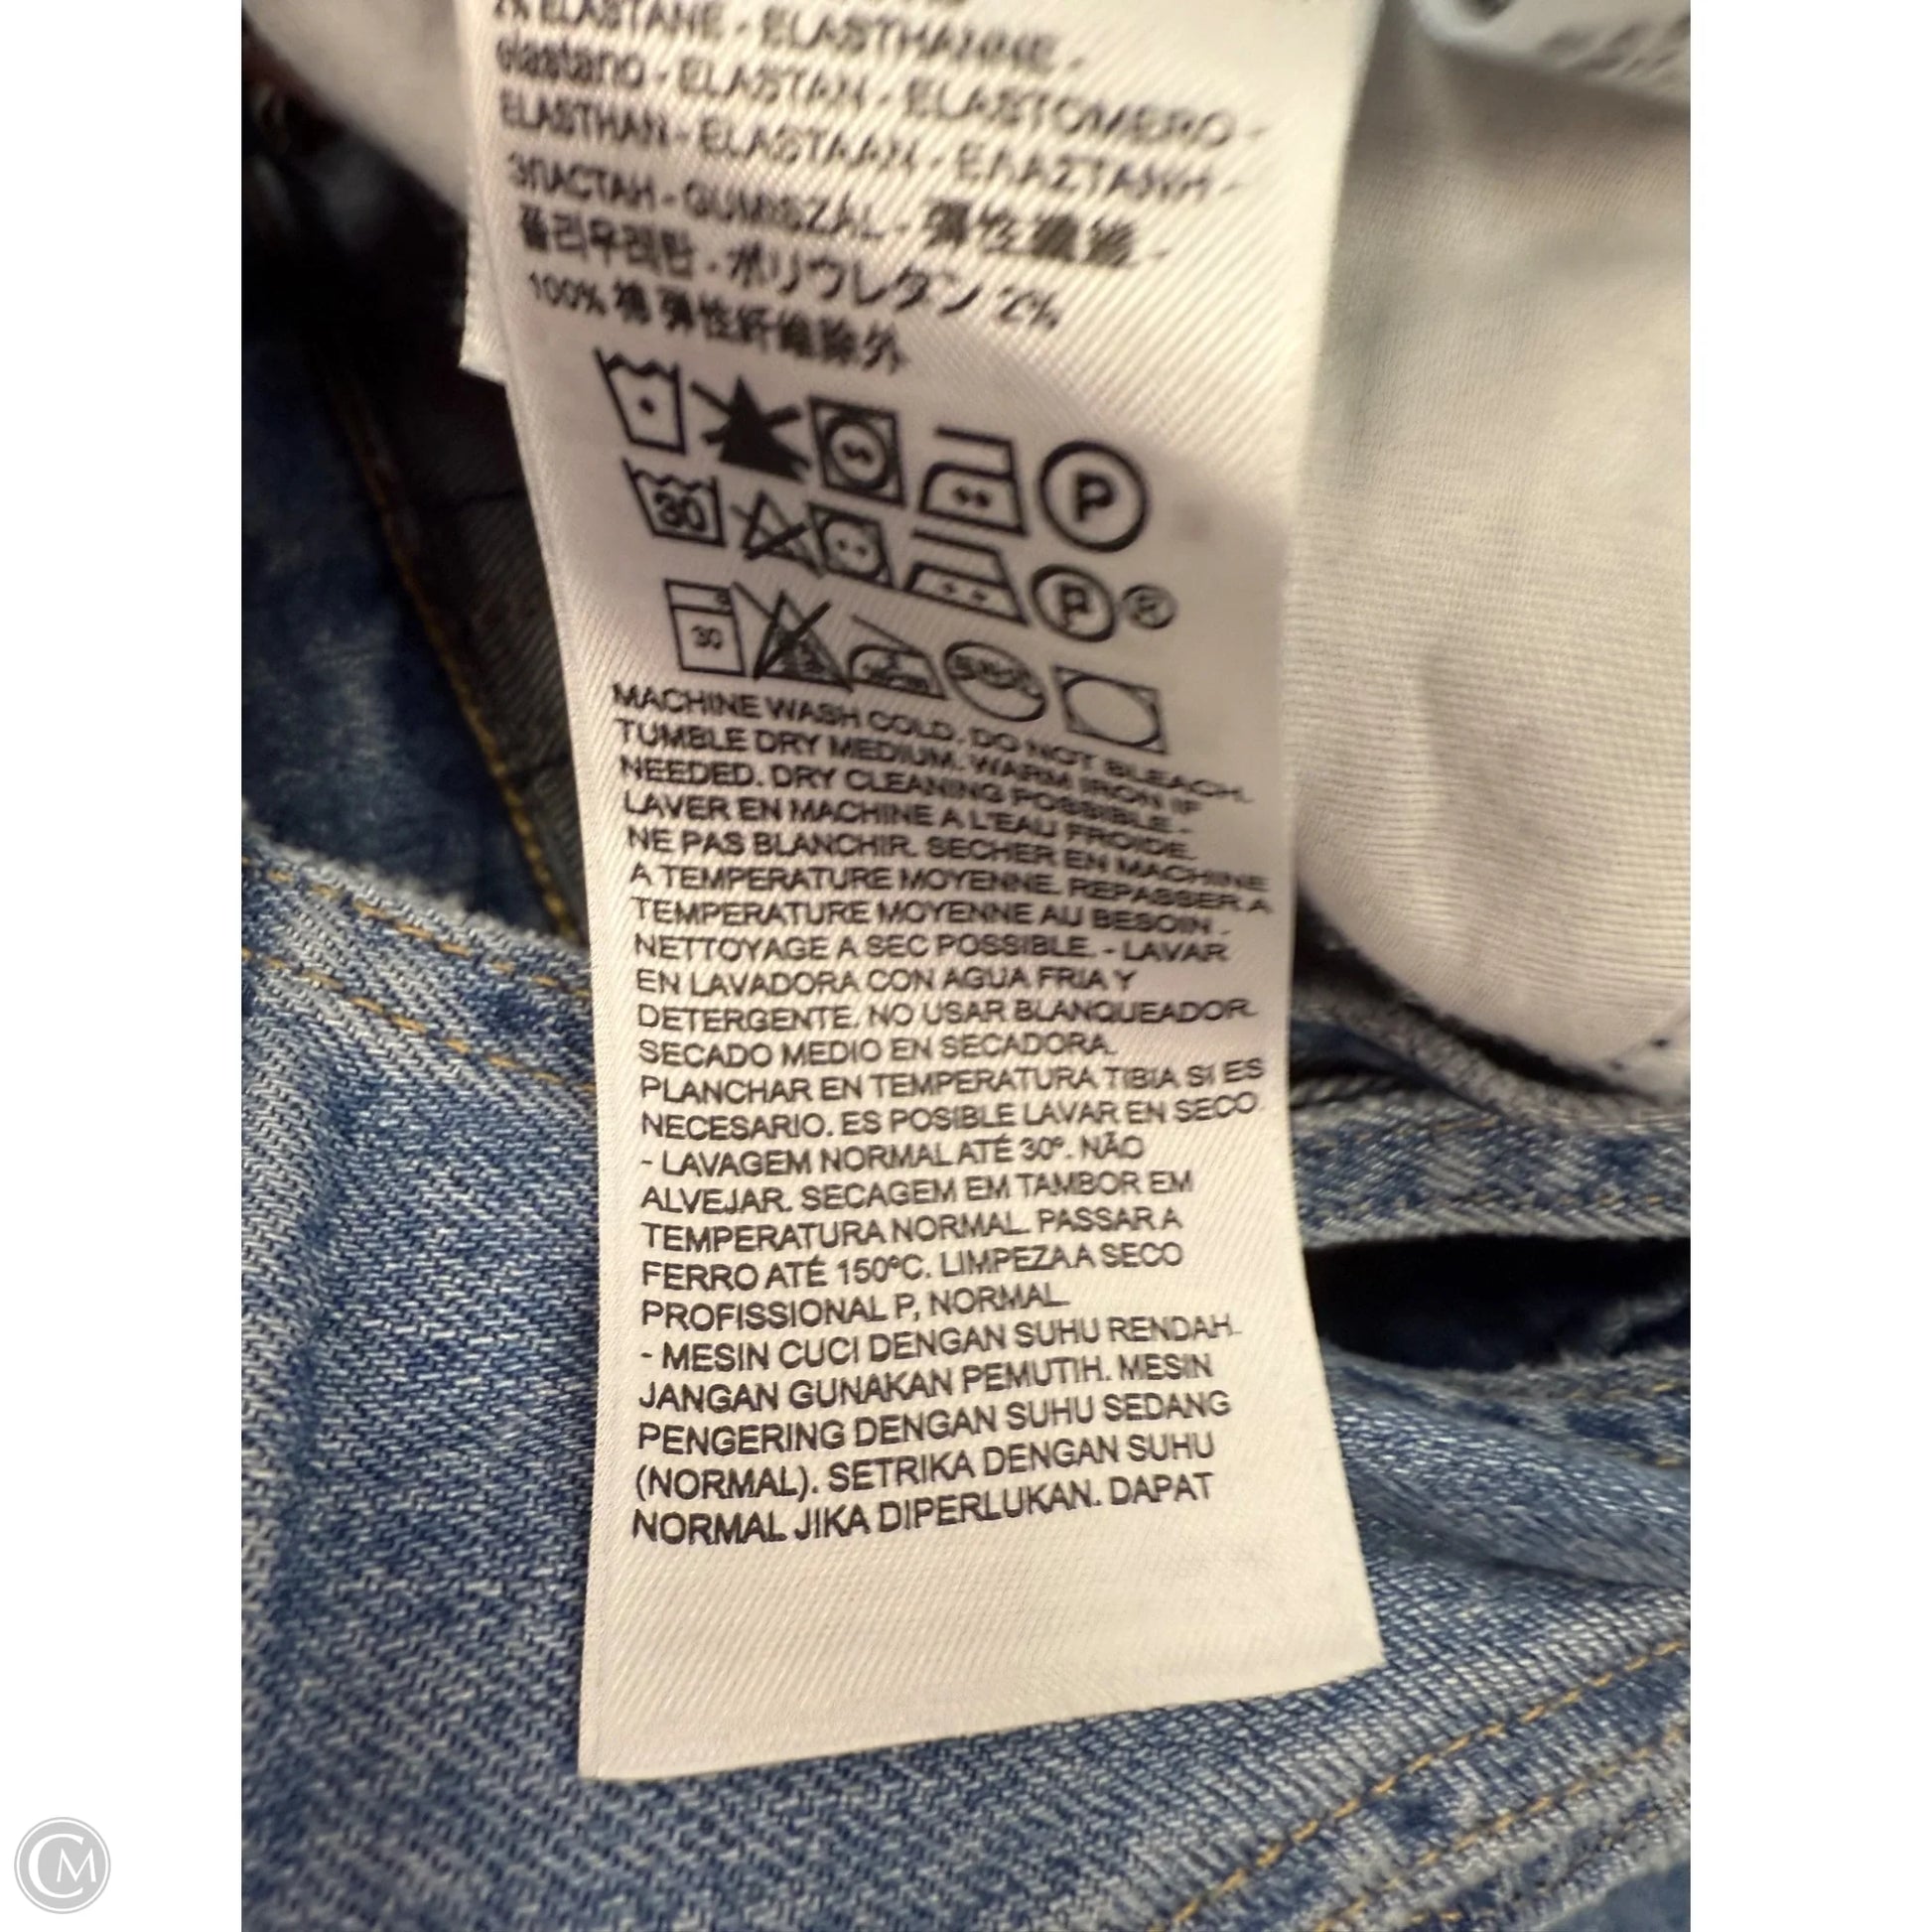 2% ELASTANE - ELASTHANNE -
elastano - ELASTAN - ELASTOMERO -
ELASTHAN - ELASTAAN - ΕΛΑΣΤΑΝΗ -
ЭЛАСТАН - GUMISZÁL - 彈性纖維 -
폴리우레탄 - ポリウレタン 2%
100% 棉 弹性纤维除外
P
30 P ®
30
MACHINE WASH COLD. DO NOT BLEACH.
TUMBLE DRY MEDIUM. WARM IRON IF
NEEDED. DRY CLEANING POSSIBLE. -
LAVER EN MACHINE A L'EAU FROIDE.
NE PAS BLANCHIR. SECHER EN MACHINE
A TEMPERATURE MOYENNE. REPASSER A
TEMPERATURE MOYENNE AU BESOIN.
NETTOYAGE A SEC POSSIBLE. - LAVAR
EN LAVADORA CON AGUA FRIA Y
DETERGENTE. NO USAR BLANQUEADOR.
SECADO MEDIO EN SECADORA.
PLANCHAR EN TEMPERATURA TIBIA SI ES
NECESARIO. ES POSIBLE LAVAR EN SECO.
- LAVAGEM NORMAL ATÉ 30º. NÃO
ALVEJAR. SECAGEM EM TAMBOR EM
TEMPERATURA NORMAL. PASSAR A
FERRO ATÉ 150ºC. LIMPEZA A SECO
PROFISSIONAL P, NORMAL.
- MESIN CUCI DENGAN SUHU RENDAH.
JANGAN GUNAKAN PEMUTIH. MESIN
PENGERING DENGAN SUHU SEDANG
(NORMAL). SETRIKA DENGAN SUHU
NORMAL JIKA DIPERLUKAN. DAPAT
CM